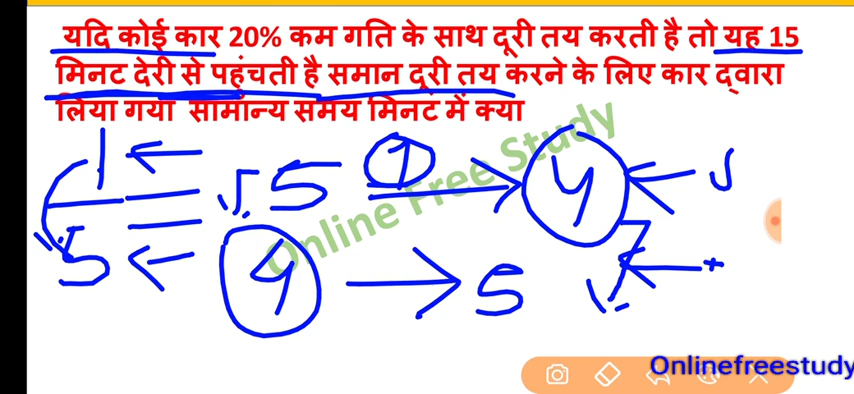 यदि कोई कार 20% कम गति के साथ दूरी तय करती है तो यह 15
मिनट देरी से पहुंचती है समान दूरी तय करने के लिए कार द्वारा
लिया गया सामान्य समय मिनट में क्या
1 5 1 4
5 4 5
Online Free Study
Onlinefreestudy